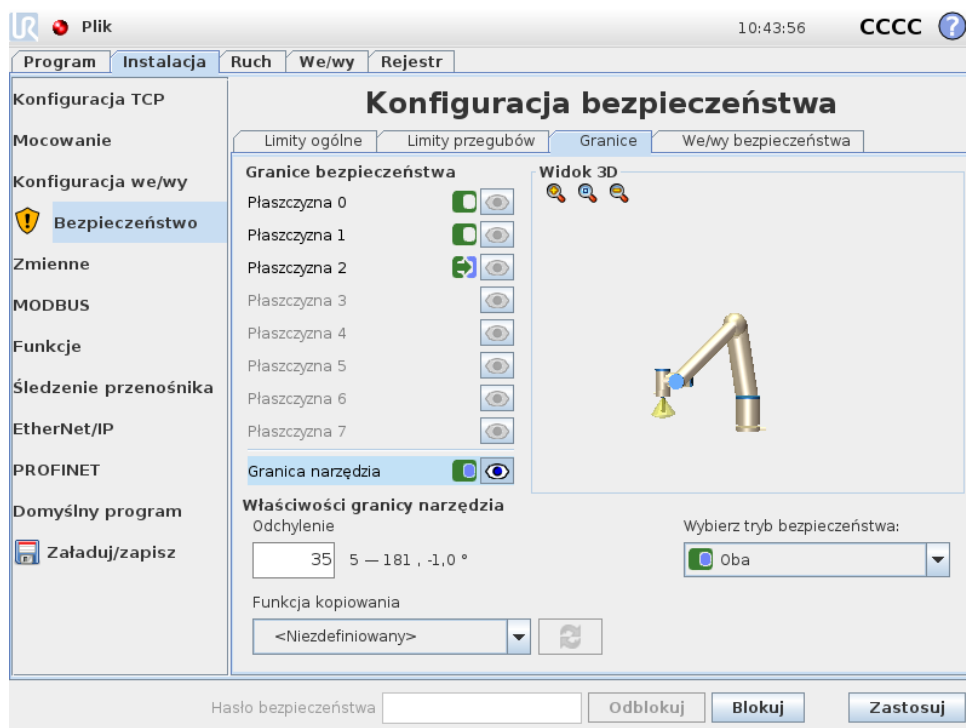 UR Plik 10:43:56 CCCC ?
Program Instalacja Ruch We/wy Rejestr
Konfiguracja TCP
Mocowanie
Konfiguracja we/wy
Bezpieczeństwo
Zmienne
MODBUS
Funkcje
Śledzenie przenośnika
EtherNet/IP
PROFINET
Domyślny program
Załaduj/zapisz
Konfiguracja bezpieczeństwa
Limity ogólne Limity przegubów Granice We/wy bezpieczeństwa
Granice bezpieczeństwa
Płaszczyzna 0
Płaszczyzna 1
Płaszczyzna 2
Płaszczyzna 3
Płaszczyzna 4
Płaszczyzna 5
Płaszczyzna 6
Płaszczyzna 7
Granica narzędzia
Widok 3D
Właściwości granicy narzędzia
Odchylenie
35 5 — 181 , -1,0 °
Wybierz tryb bezpieczeństwa:
Oba
Funkcja kopiowania
<Niezdefiniowany>
Hasło bezpieczeństwa Odblokuj Blokuj Zastosuj